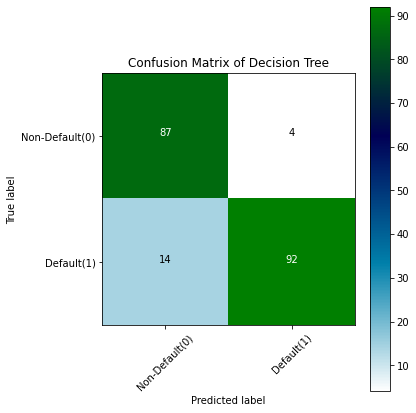 Confusion Matrix of Decision Tree
True label
Non-Default(0)
87
4
Default(1)
14
92
Non-Default(0)
Default(1)
Predicted label
90
80
70
60
50
40
30
20
10